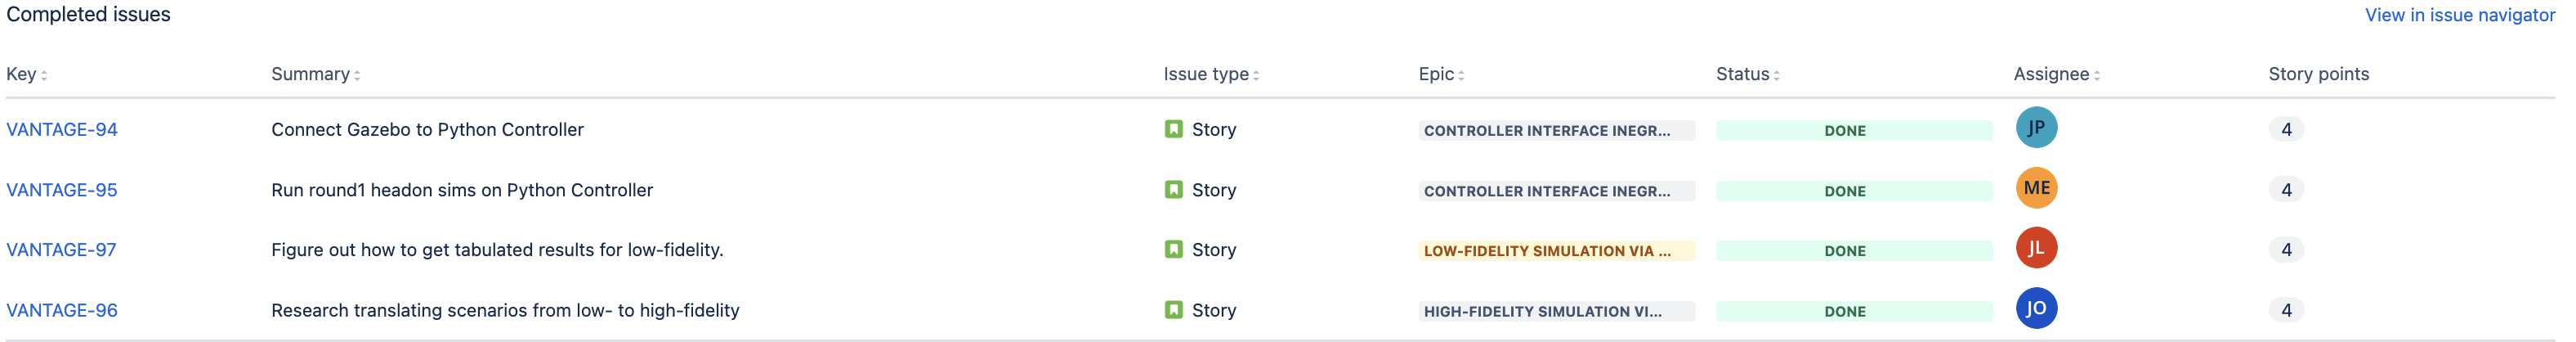 Completed issues View in issue navigator
Key Summary Issue type Epic Status Assignee Story points
VANTAGE-94 Connect Gazebo to Python Controller Story CONTROLLER INTERFACE INEGR... DONE JP 4
VANTAGE-95 Run round1 headon sims on Python Controller Story CONTROLLER INTERFACE INEGR... DONE ME 4
VANTAGE-97 Figure out how to get tabulated results for low-fidelity. Story LOW-FIDELITY SIMULATION VIA ... DONE JL 4
VANTAGE-96 Research translating scenarios from low- to high-fidelity Story HIGH-FIDELITY SIMULATION VI... DONE JO 4